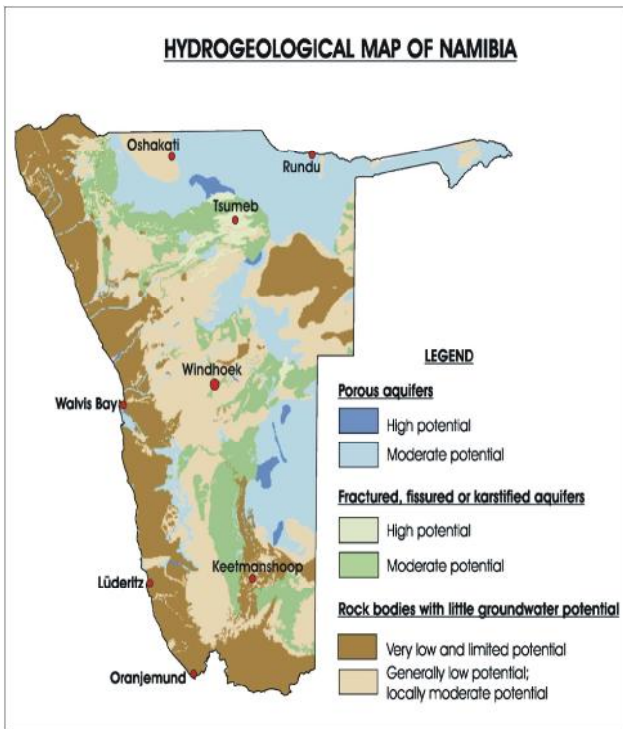 HYDROGEOLOGICAL MAP OF NAMIBIA
Oshakati
Rundu
Tsumeb
Windhoek
Walvis Bay
Keetmanshoop
Lüderitz
Oranjemund
LEGEND
Porous aquifers
High potential
Moderate potential
Fractured, fissured or karstified aquifers
High potential
Moderate potential
Rock bodies with little groundwater potential
Very low and limited potential
Generally low potential;
locally moderate potential